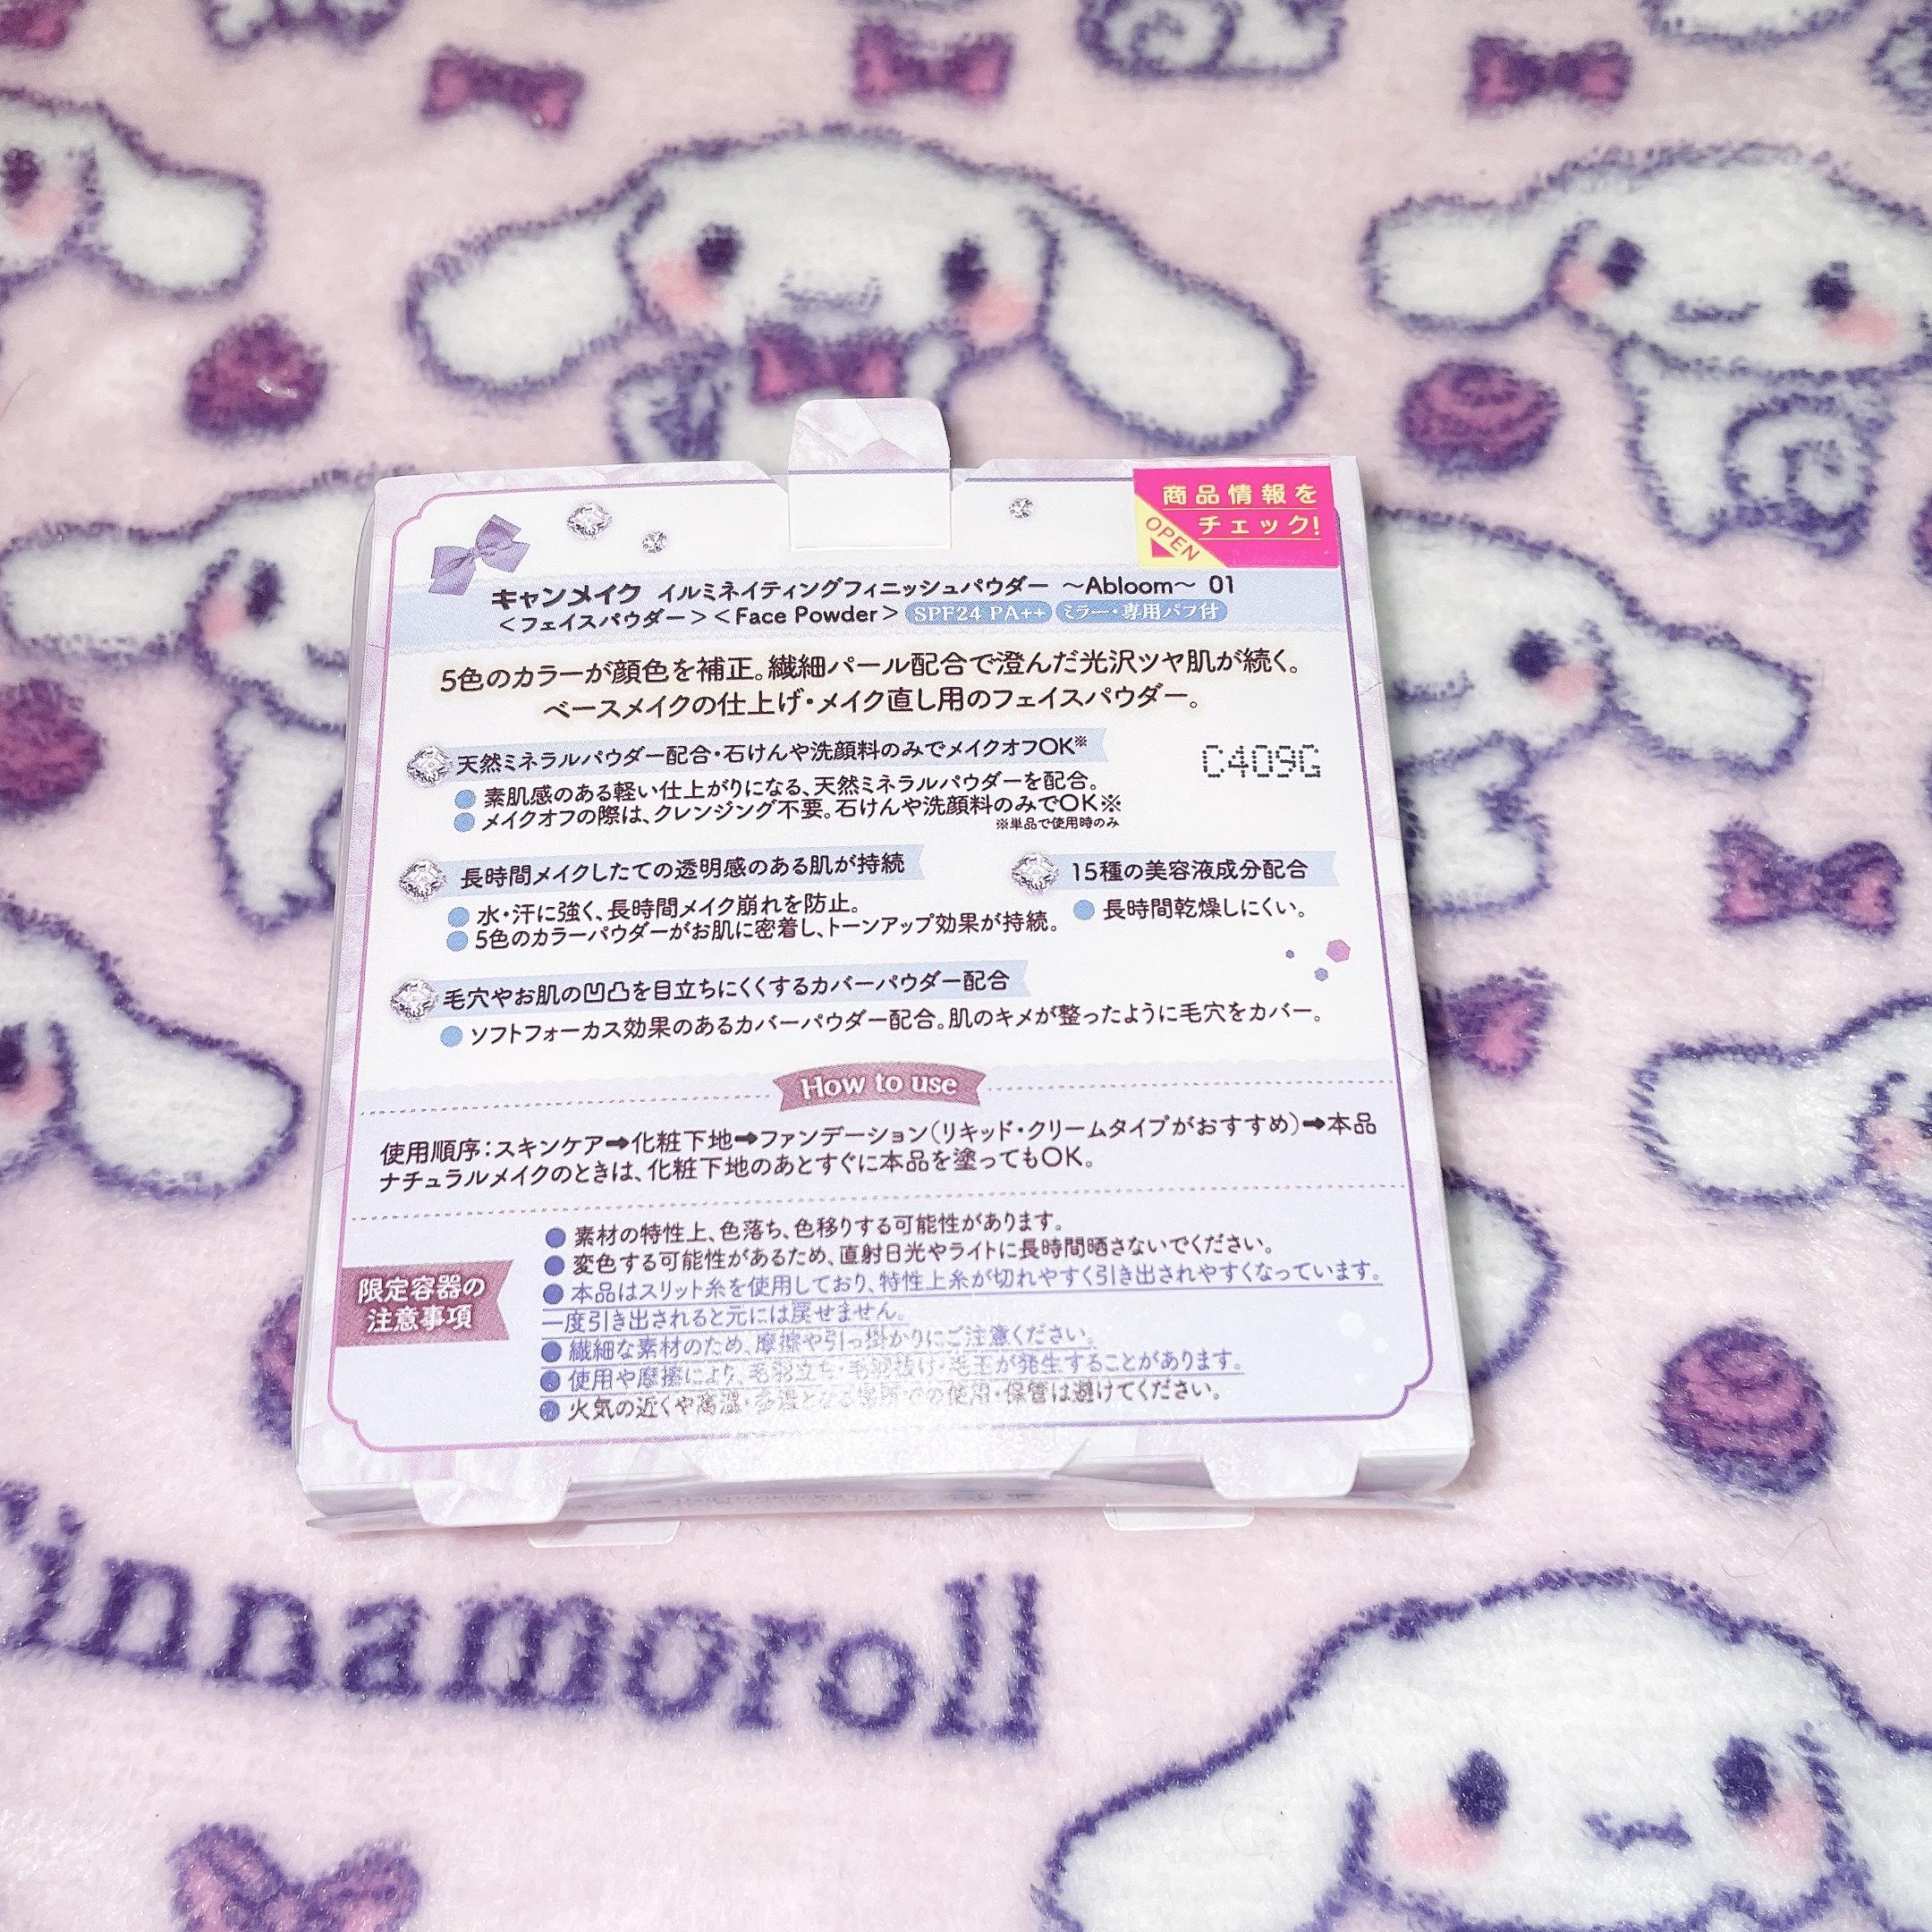 商品情報を
チェック!
OPEN
キャンメイク イルミネイティングフィニッシュパウダー ～Abloom～ 01
＜フェイスパウダー＞＜Face Powder＞ SPF24 PA++ ミラー・専用パフ付
5色のカラーが顔色を補正。繊細パール配合で澄んだ光沢ツヤ肌が続く。
ベースメイクの仕上げ・メイク直し用のフェイスパウダー。
天然ミネラルパウダー配合・石けんや洗顔料のみでメイクオフOK※
C409G
● 素肌感のある軽い仕上がりになる、天然ミネラルパウダーを配合。
● メイクオフの際は、クレンジング不要。石けんや洗顔料のみでOK※
※単品で使用時のみ
長時間メイクしたての透明感のある肌が持続
● 水・汗に強く、長時間メイク崩れを防止。
● 5色のカラーパウダーがお肌に密着し、トーンアップ効果が持続。
15種の美容液成分配合
● 長時間乾燥しにくい。
毛穴やお肌の凹凸を目立ちにくくするカバーパウダー配合
● ソフトフォーカス効果のあるカバーパウダー配合。肌のキメが整ったように毛穴をカバー。
How to use
使用順序：スキンケア➡化粧下地➡ファンデーション（リキッド・クリームタイプがおすすめ）➡本品
ナチュラルメイクのときは、化粧下地のあとすぐに本品を塗ってもOK。
限定容器の
注意事項
● 素材の特性上、色落ち、色移りする可能性があります。
● 変色する可能性があるため、直射日光やライトに長時間晒さないでください。
● 本品はスリット糸を使用しており、特性上糸が切れやすく引き出されやすくなっています。
一度引き出されると元には戻せません。
● 繊細な素材のため、摩擦や引っ掛かりにご注意ください。
● 使用や摩擦により、毛羽立ち・毛羽抜け・毛玉が発生することがあります。
● 火気の近くや高温・多湿となる場所での使用・保管は避けてください。
innamoroll